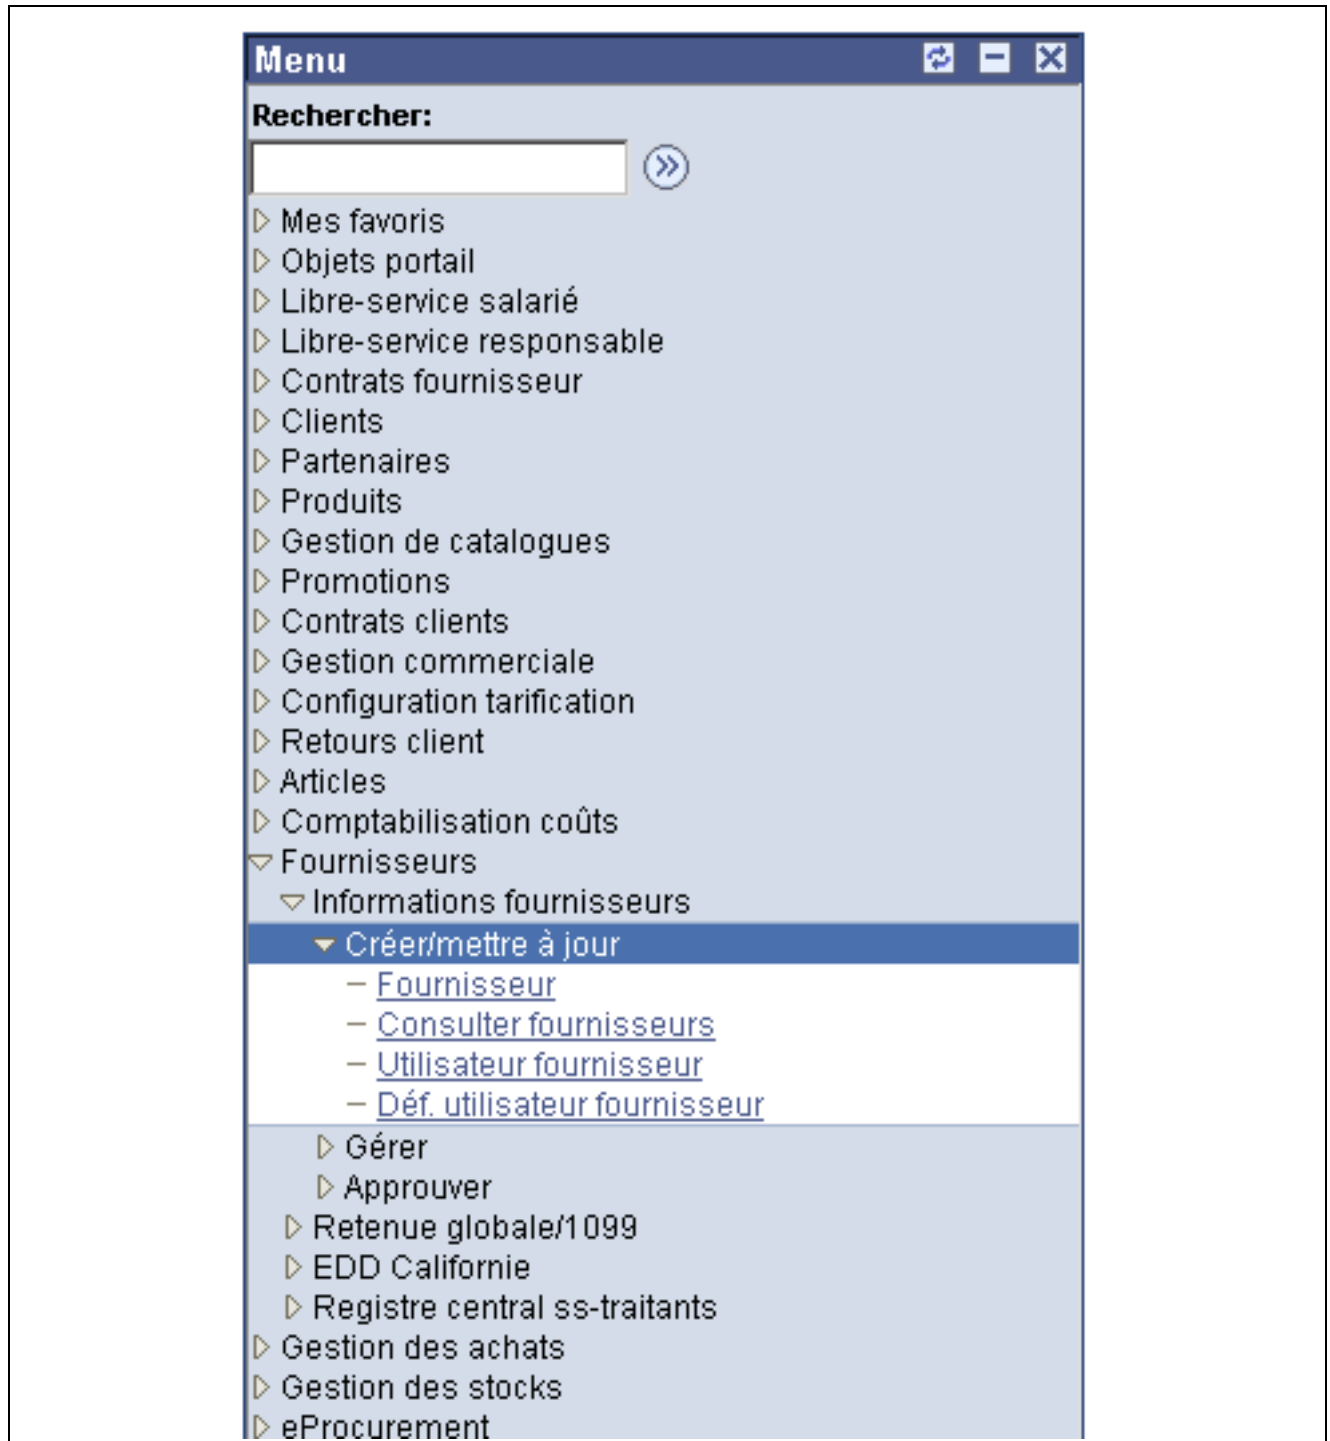 Menu
Rechercher:
Mes favoris
Objets portail
Libre-service salarié
Libre-service responsable
Contrats fournisseur
Clients
Partenaires
Produits
Gestion de catalogues
Promotions
Contrats clients
Gestion commerciale
Configuration tarification
Retours client
Articles
Comptabilisation coûts
Fournisseurs
Informations fournisseurs
Créer/mettre à jour
Fournisseur
Consulter fournisseurs
Utilisateur fournisseur
Déf. utilisateur fournisseur
Gérer
Approuver
Retenue globale/1099
EDD Californie
Registre central ss-traitants
Gestion des achats
Gestion des stocks
eProcurement